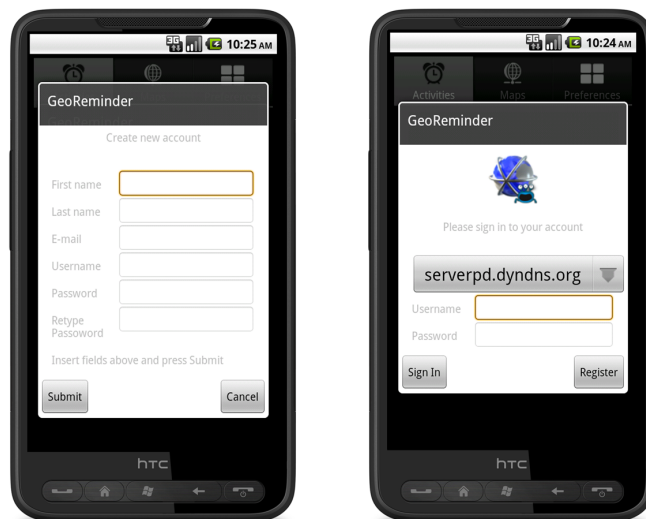 3G
10:25 AM
GeoReminder
Create new account
First name
Last name
E-mail
Username
Password
Retype
Passoword
Insert fields above and press Submit
Submit
Cancel
htc
3G
10:24 AM
Activities
Maps
Preferences
GeoReminder
Please sign in to your account
serverpd.dyndns.org
Username
Password
Sign In
Register
htc